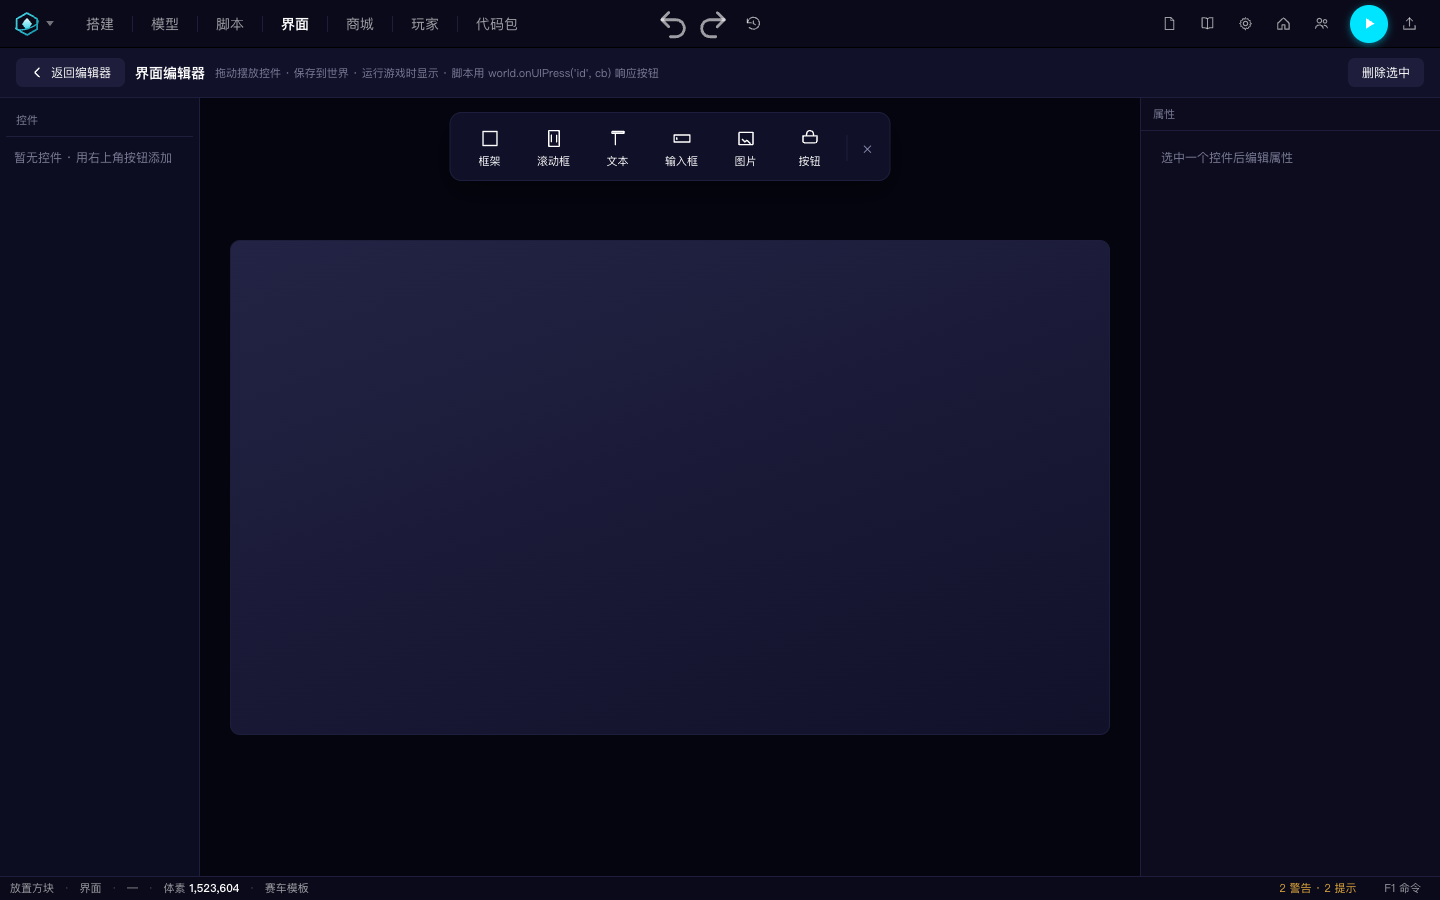 搭建
模型
脚本
界面
商城
玩家
代码包
返回编辑器
界面编辑器
拖动摆放控件 · 保存到世界 · 运行游戏时显示 · 脚本用 world.onUIPress('id', cb) 响应按钮
删除选中
控件
暂无控件 · 用右上角按钮添加
框架
滚动框
文本
输入框
图片
按钮
属性
选中一个控件后编辑属性
放置方块 · 界面 · — · 体素 1,523,604 · 赛车模板
2 警告 · 2 提示
F1 命令